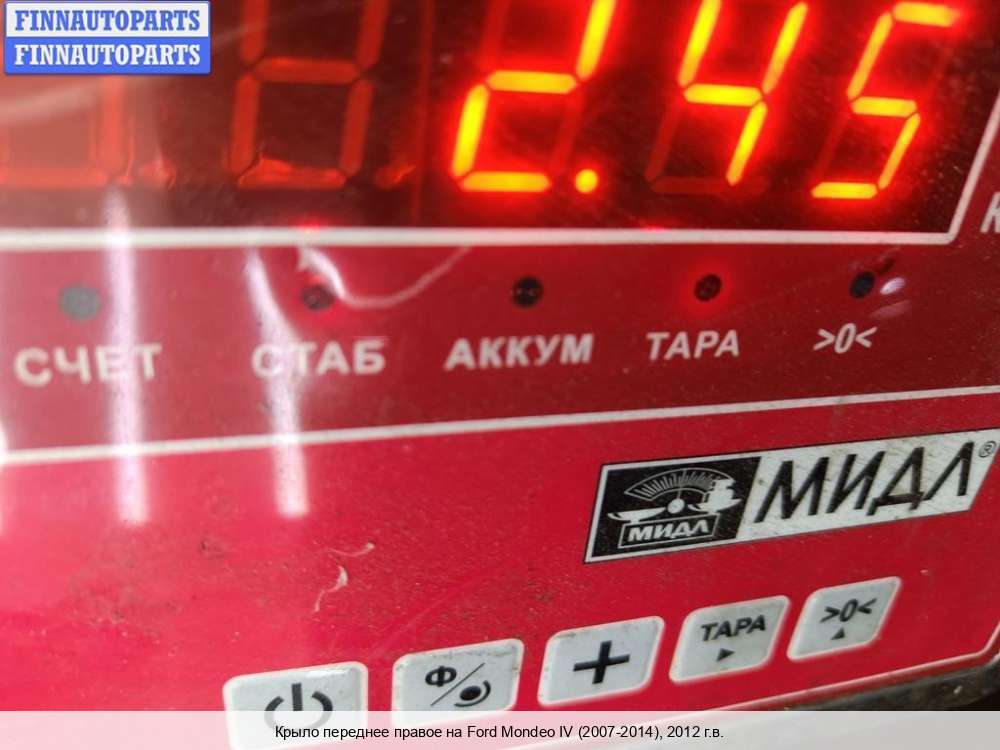 FINNAUTOPARTS
FINNAUTOPARTS
2.45
СЧЕТ СТАБ АККУМ ТАРА >0<
МИДЛ МИДЛ®
Ф + ТАРА >0<
Крыло переднее правое на Ford Mondeo IV (2007-2014), 2012 г.в.